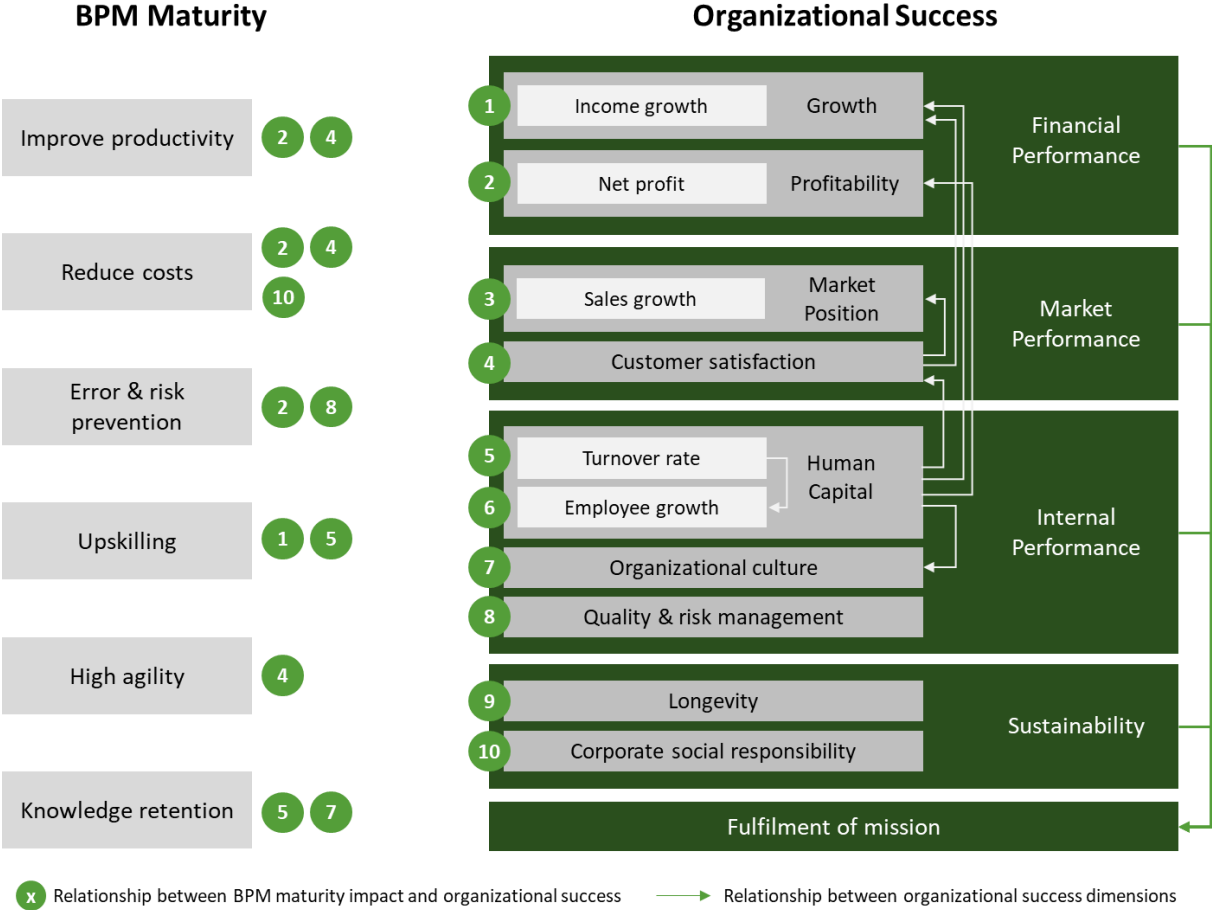 BPM Maturity
Organizational Success
Improve productivity
2 4
Reduce costs
2 4
10
Error & risk
prevention
2 8
Upskilling
1 5
High agility
4
Knowledge retention
5 7
1 Income growth Growth
2 Net profit Profitability
Financial
Performance
3 Sales growth
Market
Position
4 Customer satisfaction
Market
Performance
5 Turnover rate
6 Employee growth
Human
Capital
7 Organizational culture
8 Quality & risk management
Internal
Performance
9 Longevity
10 Corporate social responsibility
Sustainability
Fulfilment of mission
x Relationship between BPM maturity impact and organizational success
Relationship between organizational success dimensions